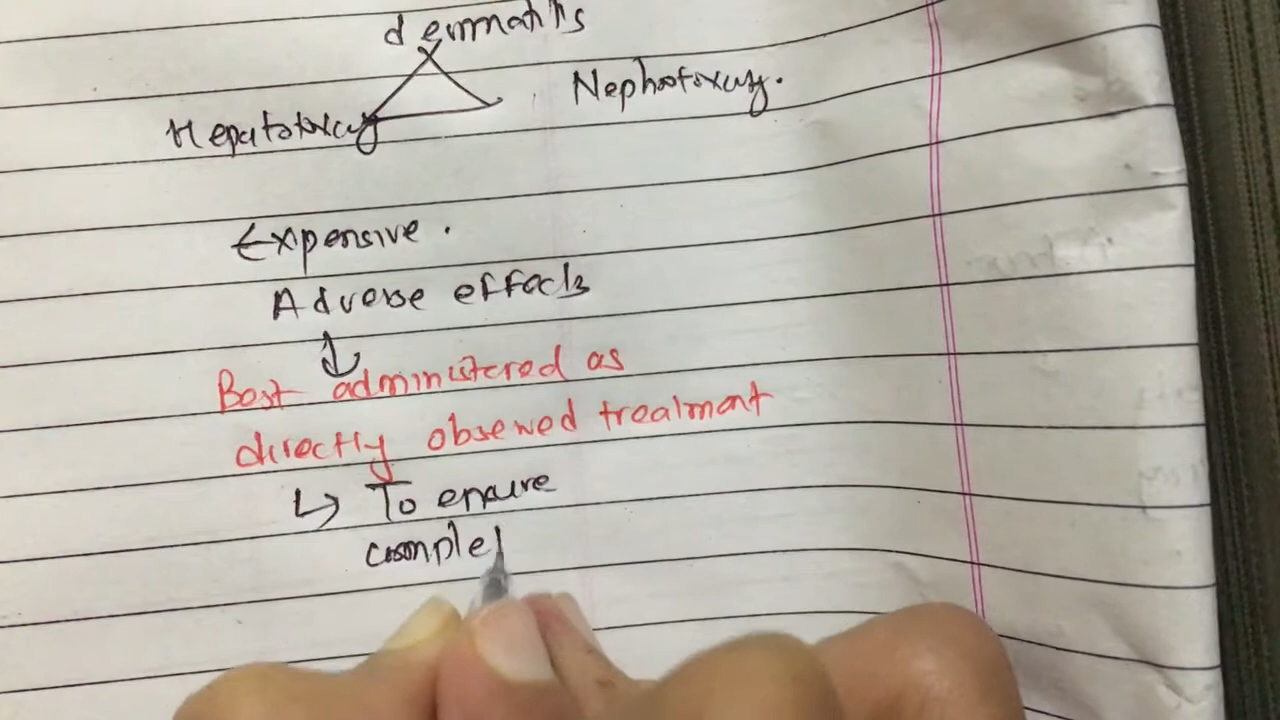 dermatitis
Nephrotoxicity.
Hepatotoxicity
Expensive.
Adverse effects
↓
Best administered as
directly observed treatment
↳ To ensure
complet